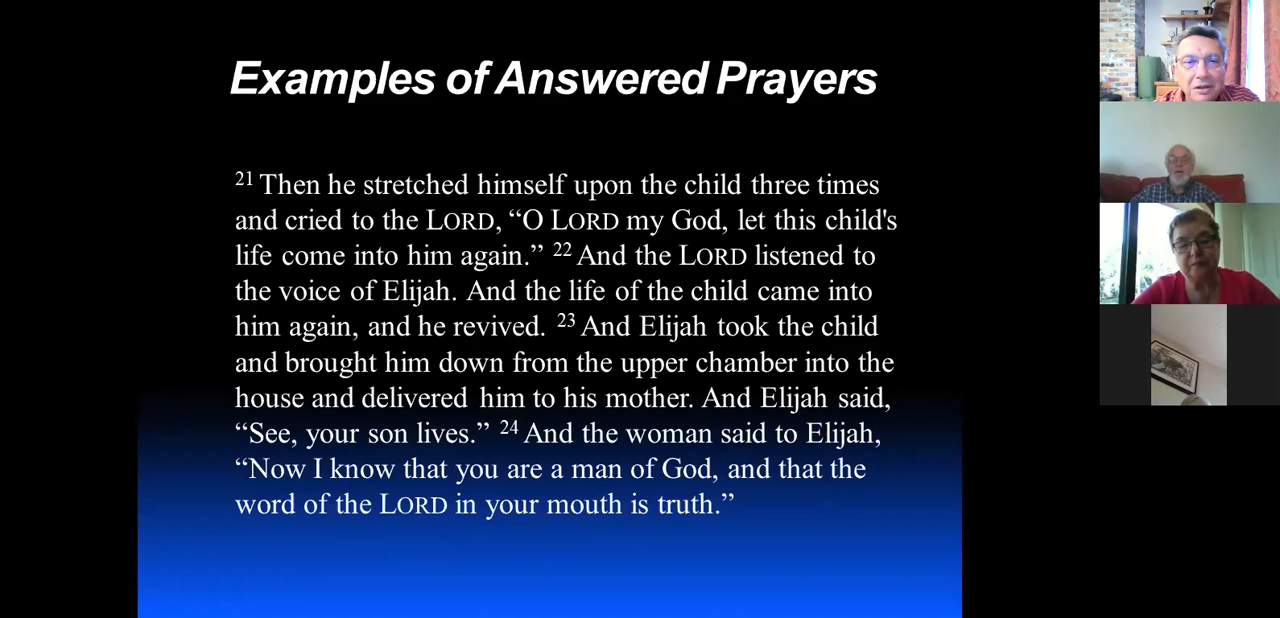 Examples of Answered Prayers
21 Then he stretched himself upon the child three times
and cried to the LORD, “O LORD my God, let this child's
life come into him again.” 22 And the LORD listened to
the voice of Elijah. And the life of the child came into
him again, and he revived. 23 And Elijah took the child
and brought him down from the upper chamber into the
house and delivered him to his mother. And Elijah said,
“See, your son lives.” 24 And the woman said to Elijah,
“Now I know that you are a man of God, and that the
word of the LORD in your mouth is truth.”